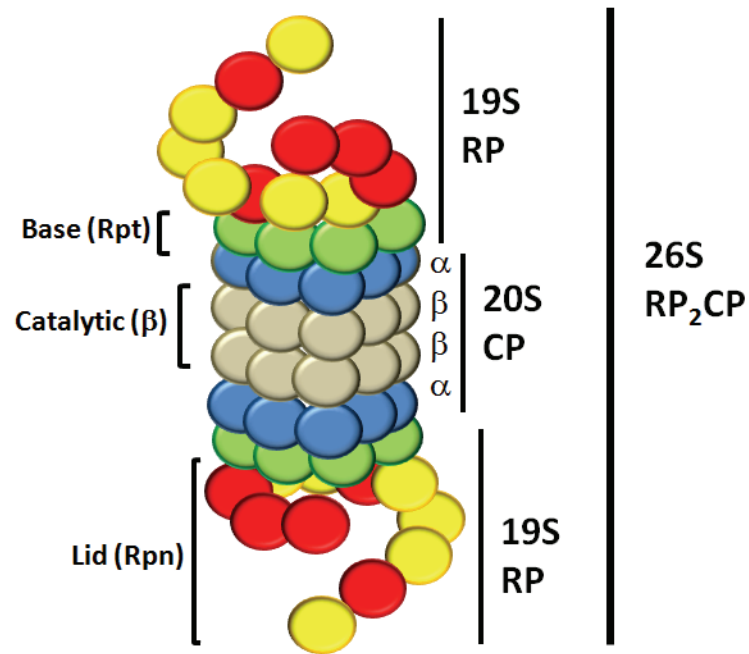 19S
RP
Base (Rpt)
α
26S
RP₂CP
Catalytic (β)
β
20S
CP
β
α
Lid (Rpn)
19S
RP